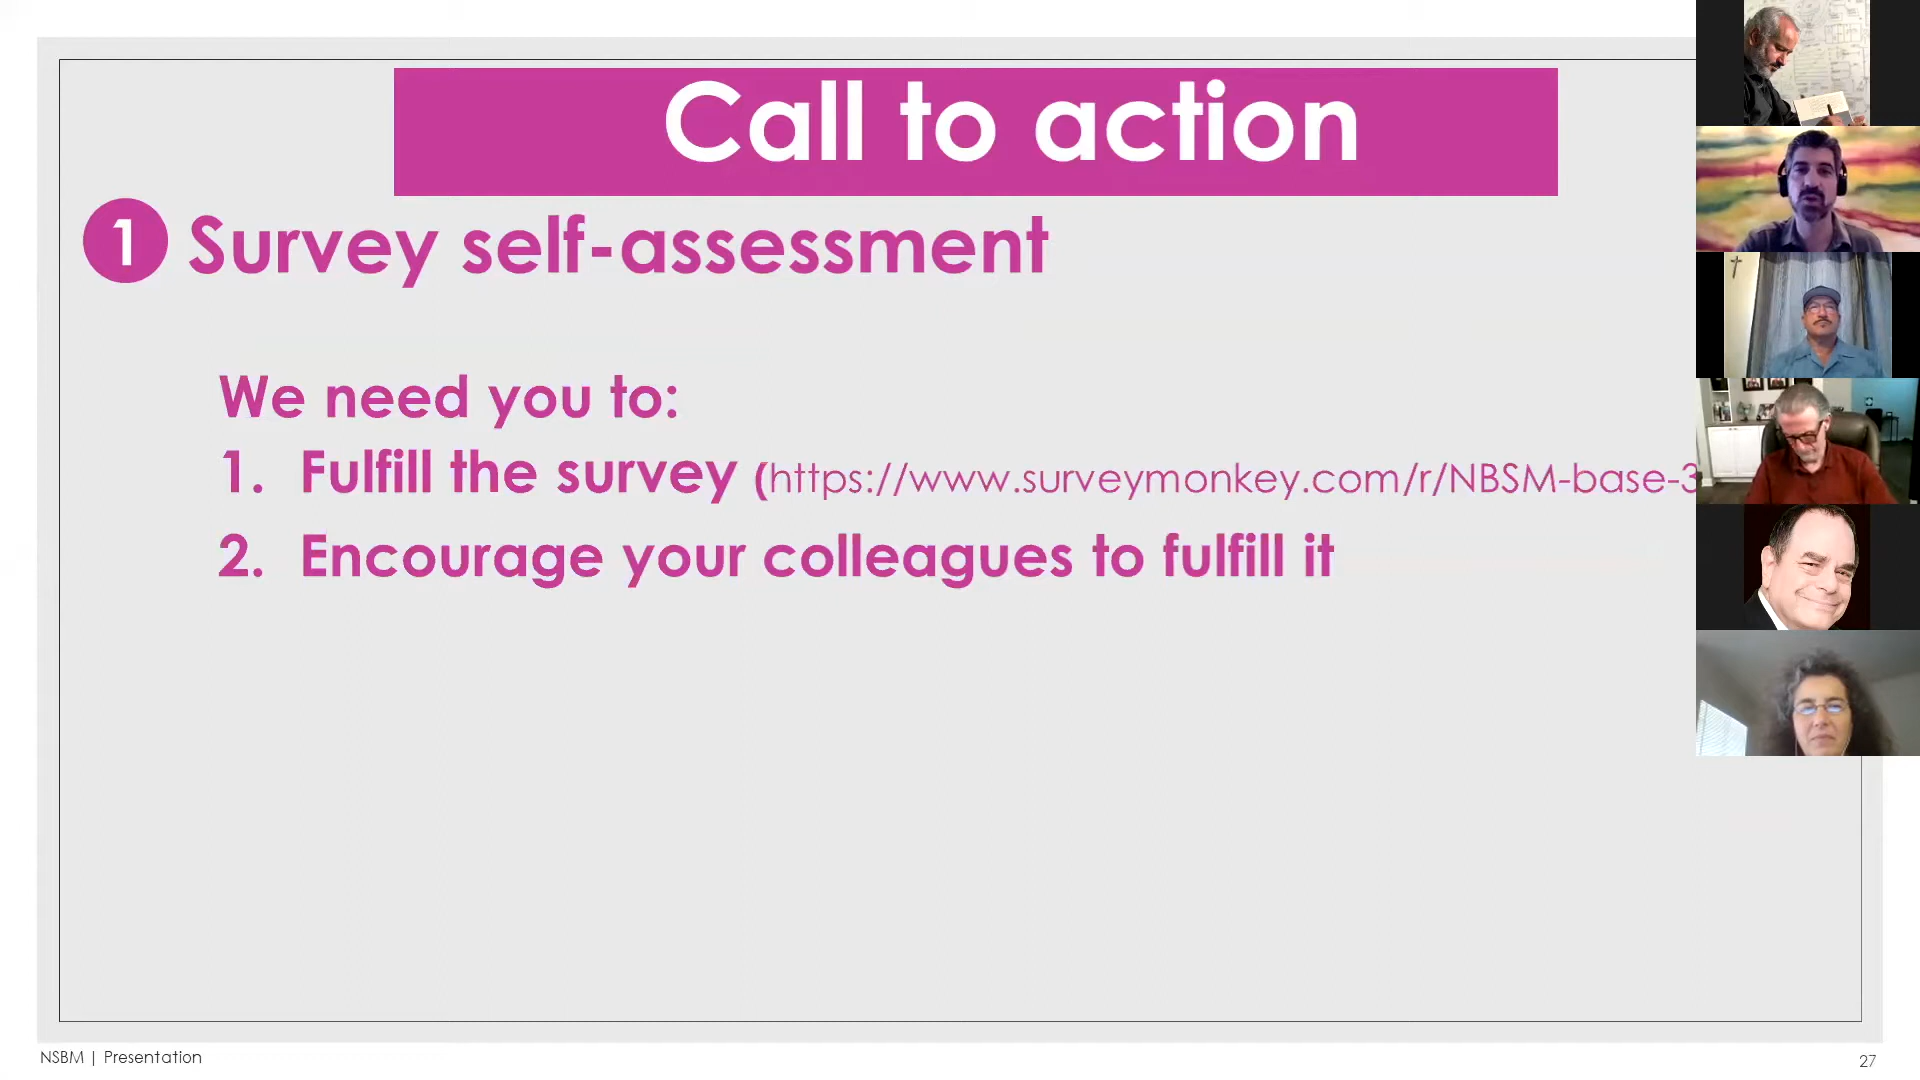 Call to action
1 Survey self-assessment
We need you to:
1. Fulfill the survey (https://www.surveymonkey.com/r/NBSM-base-3
2. Encourage your colleagues to fulfill it
NSBM | Presentation
27